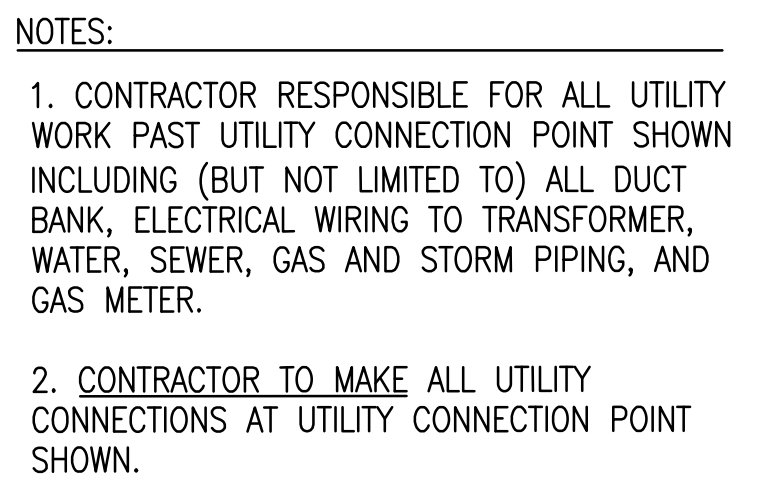 NOTES:
1. CONTRACTOR RESPONSIBLE FOR ALL UTILITY
WORK PAST UTILITY CONNECTION POINT SHOWN
INCLUDING (BUT NOT LIMITED TO) ALL DUCT
BANK, ELECTRICAL WIRING TO TRANSFORMER,
WATER, SEWER, GAS AND STORM PIPING, AND
GAS METER.
2. CONTRACTOR TO MAKE ALL UTILITY
CONNECTIONS AT UTILITY CONNECTION POINT
SHOWN.